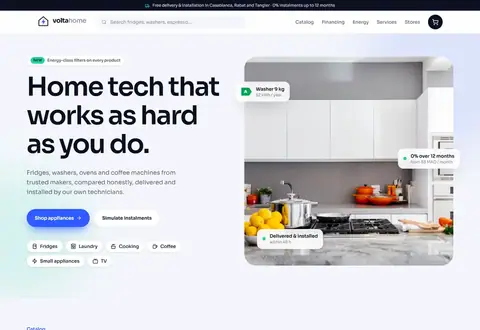 Free delivery & installation in Casablanca, Rabat and Tangier · 0% instalments up to 12 months
voltahome
Search fridges, washers, espresso...
Catalog Financing Energy Services Stores
NEW Energy-class filters on every product
Home tech that
works as hard
as you do.
Fridges, washers, ovens and coffee machines from
trusted makers, compared honestly, delivered and
installed by our own technicians.
Shop appliances → Simulate instalments
Fridges Laundry Cooking Coffee
Small appliances TV
A Washer 9 kg
0% over 12 months
Delivered & installed
Catalog